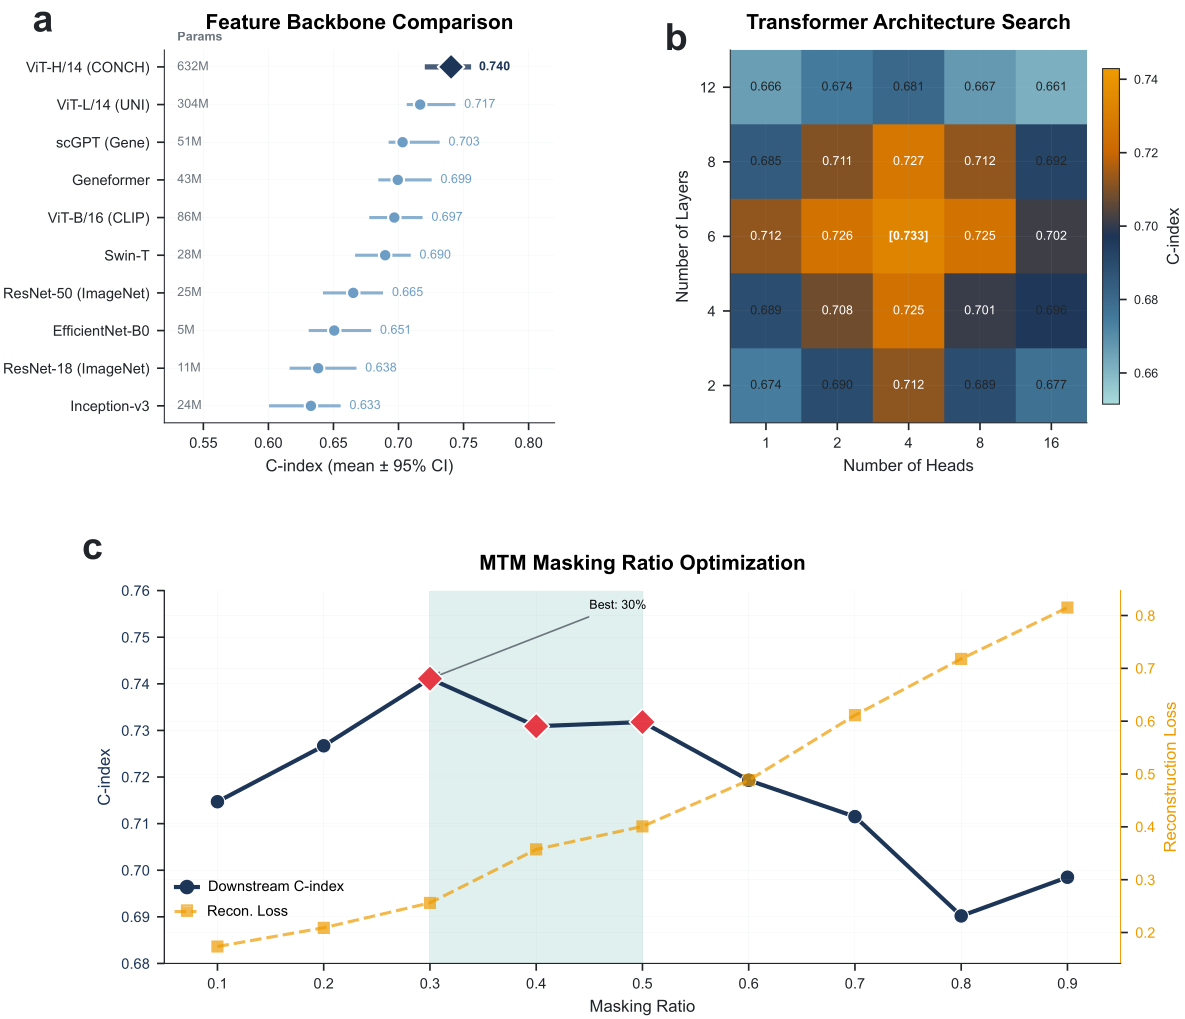 a
Feature Backbone Comparison
Params
ViT-H/14 (CONCH) 632M 0.740
ViT-L/14 (UNI) 304M 0.717
scGPT (Gene) 51M 0.703
Geneformer 43M 0.699
ViT-B/16 (CLIP) 86M 0.697
Swin-T 28M 0.690
ResNet-50 (ImageNet) 25M 0.665
EfficientNet-B0 5M 0.651
ResNet-18 (ImageNet) 11M 0.638
Inception-v3 24M 0.633
0.55 0.60 0.65 0.70 0.75 0.80
C-index (mean ± 95% CI)
b
Transformer Architecture Search
Number of Layers
12 0.666 0.674 0.681 0.667 0.661
8 0.685 0.711 0.727 0.712 0.692
6 0.712 0.726 [0.733] 0.725 0.702
4 0.689 0.708 0.725 0.701 0.696
2 0.674 0.690 0.712 0.689 0.677
1 2 4 8 16
Number of Heads
0.74
0.72
0.70
0.68
0.66
C-index
c
MTM Masking Ratio Optimization
C-index
0.76
0.75
0.74
0.73
0.72
0.71
0.70
0.69
0.68
Best: 30%
Downstream C-index
Recon. Loss
0.1 0.2 0.3 0.4 0.5 0.6 0.7 0.8 0.9
Masking Ratio
0.8
0.7
0.6
0.5
0.4
0.3
0.2
Reconstruction Loss